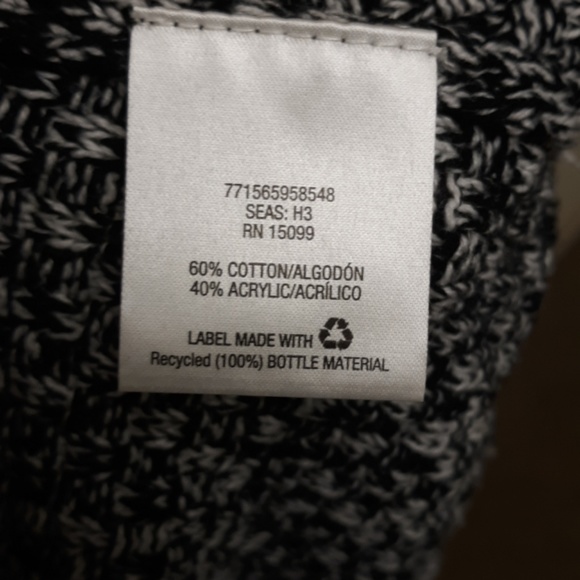 771565958548
SEAS: H3
RN 15099
60% COTTON/ALGODÓN
40% ACRYLIC/ACRÍLICO
LABEL MADE WITH
Recycled (100%) BOTTLE MATERIAL